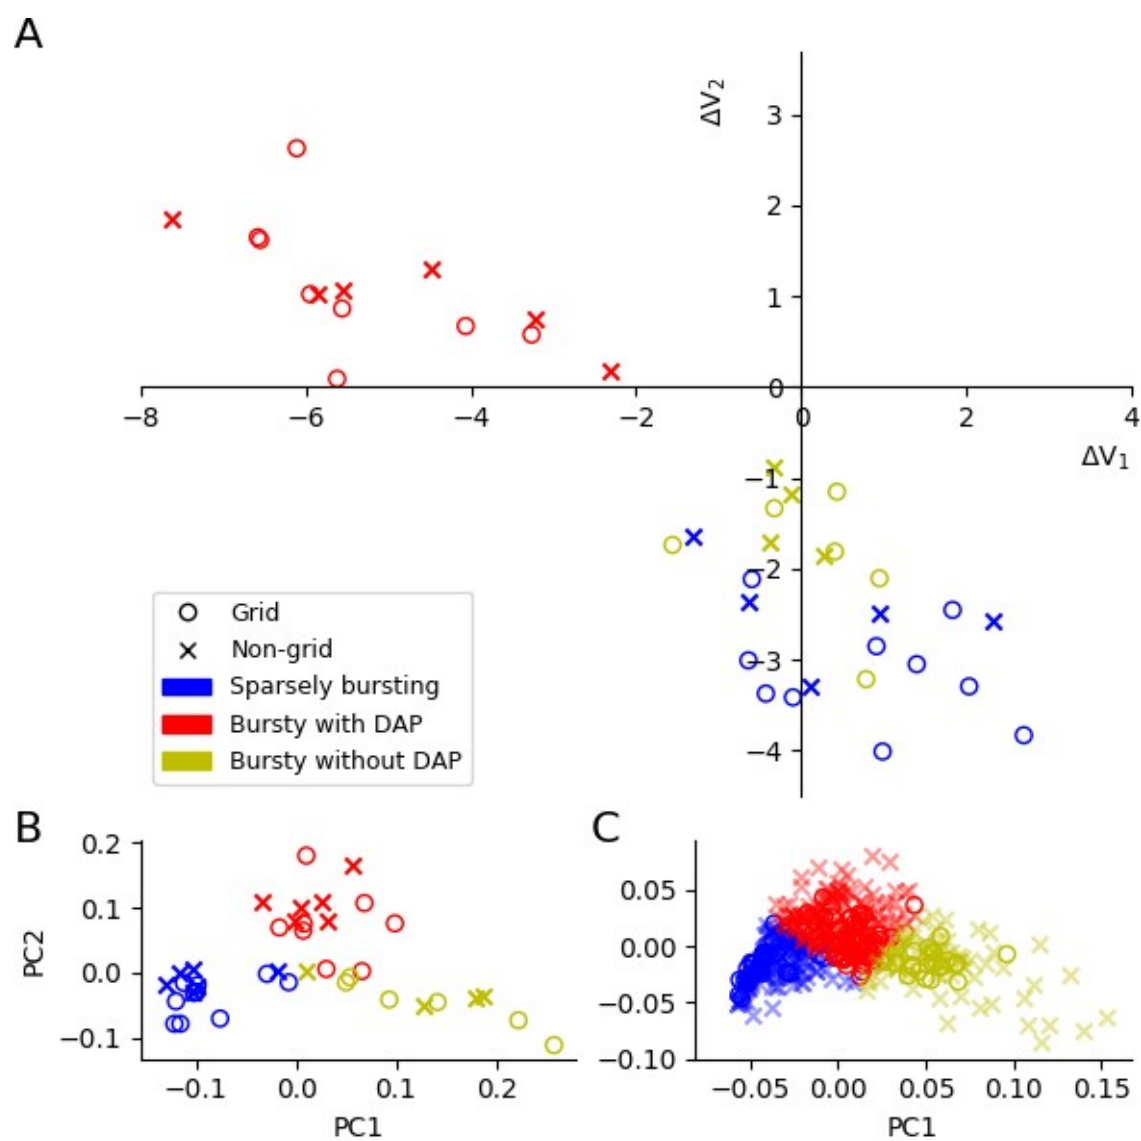 A
ΔV₂
3
2
1
0
−8 −6 −4 −2 0 2 4
ΔV₁
−1
−2
−3
−4
Grid
Non-grid
Sparsely bursting
Bursty with DAP
Bursty without DAP
B
0.2
0.1
0.0
−0.1
PC2
−0.1 0.0 0.1 0.2
PC1
C
0.05
0.00
−0.05
−0.10
−0.05 0.00 0.05 0.10 0.15
PC1